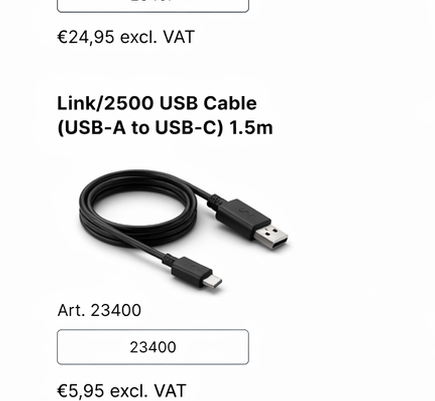 €24,95 excl. VAT
Link/2500 USB Cable
(USB-A to USB-C) 1.5m
Art. 23400
23400
€5,95 excl. VAT